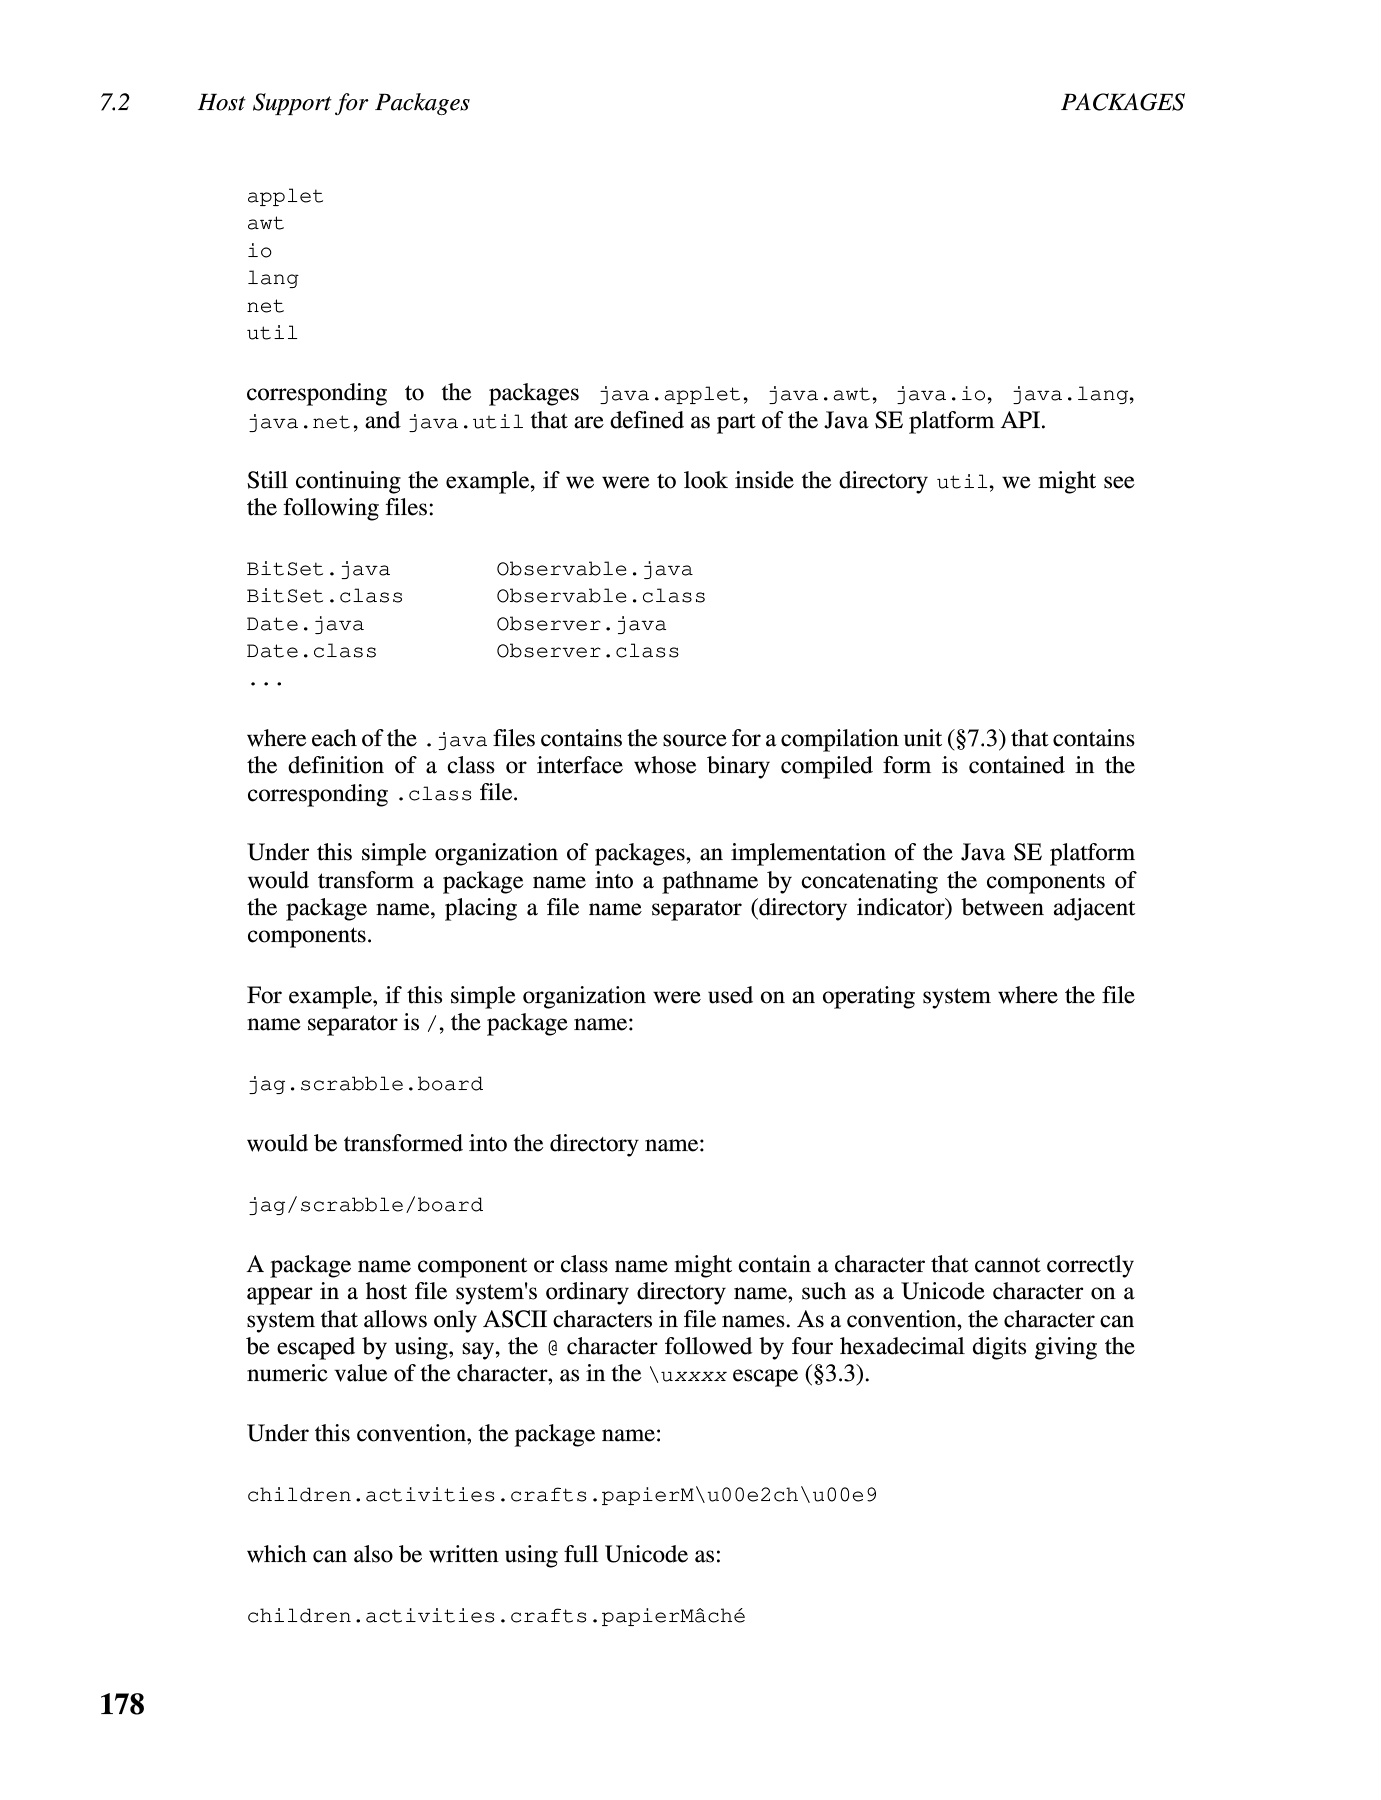 7.2 Host Support for Packages PACKAGES
applet
awt
io
lang
net
util
corresponding to the packages java.applet, java.awt, java.io, java.lang,
java.net, and java.util that are defined as part of the Java SE platform API.
Still continuing the example, if we were to look inside the directory util, we might see
the following files:
BitSet.java Observable.java
BitSet.class Observable.class
Date.java Observer.java
Date.class Observer.class
...
where each of the .java files contains the source for a compilation unit (§7.3) that contains
the definition of a class or interface whose binary compiled form is contained in the
corresponding .class file.
Under this simple organization of packages, an implementation of the Java SE platform
would transform a package name into a pathname by concatenating the components of
the package name, placing a file name separator (directory indicator) between adjacent
components.
For example, if this simple organization were used on an operating system where the file
name separator is /, the package name:
jag.scrabble.board
would be transformed into the directory name:
jag/scrabble/board
A package name component or class name might contain a character that cannot correctly
appear in a host file system's ordinary directory name, such as a Unicode character on a
system that allows only ASCII characters in file names. As a convention, the character can
be escaped by using, say, the @ character followed by four hexadecimal digits giving the
numeric value of the character, as in the \uxxxx escape (§3.3).
Under this convention, the package name:
children.activities.crafts.papierM\u00e2ch\u00e9
which can also be written using full Unicode as:
children.activities.crafts.papierMâché
178